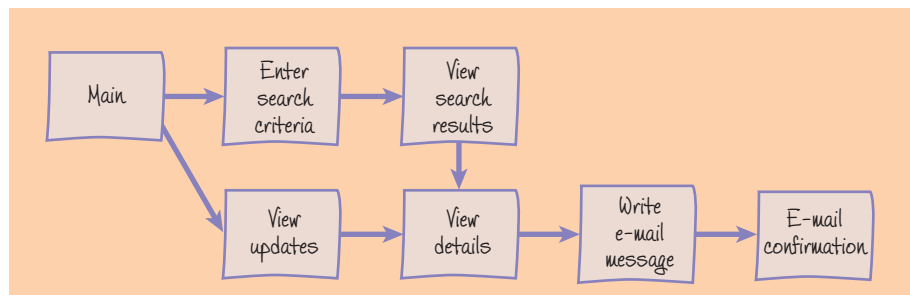 Main
Enter
search
criteria
View
search
results
View
updates
View
details
Write
e-mail
message
E-mail
confirmation